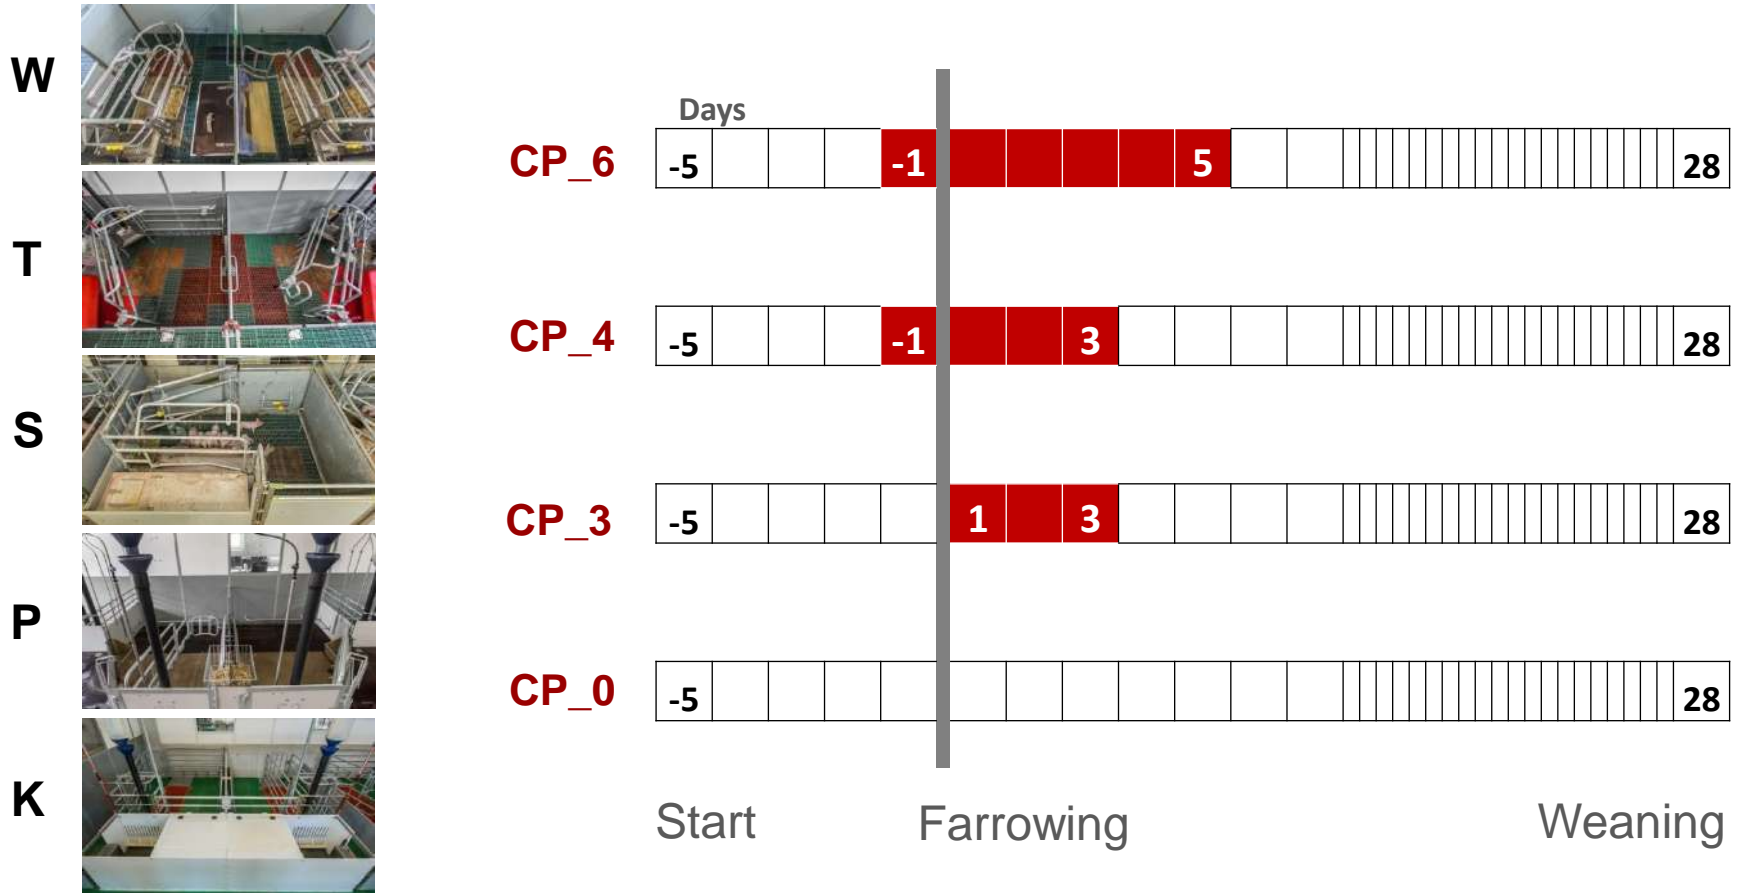 W
T
S
P
K
Days
CP_6 -5 -1 5 28
CP_4 -5 -1 3 28
CP_3 -5 1 3 28
CP_0 -5 28
Start Farrowing Weaning